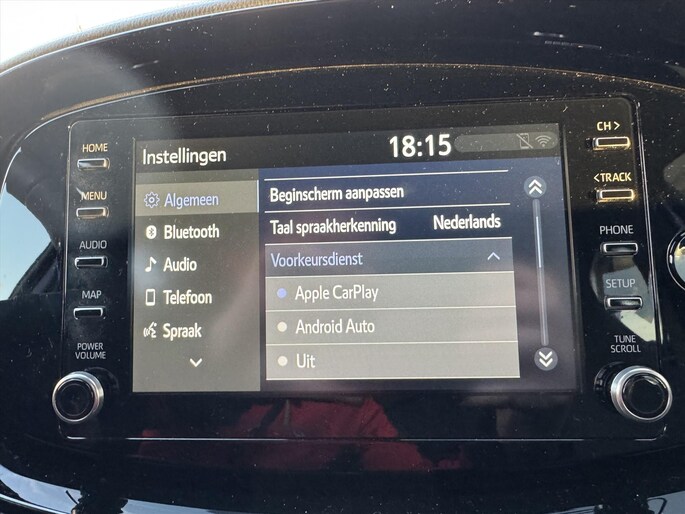 HOME
MENU
AUDIO
MAP
POWER
VOLUME
Instellingen
18:15
Algemeen
Bluetooth
Audio
Telefoon
Spraak
Beginscherm aanpassen
Taal spraakherkenning Nederlands
Voorkeursdienst
Apple CarPlay
Android Auto
Uit
CH >
< TRACK
PHONE
SETUP
TUNE
SCROLL